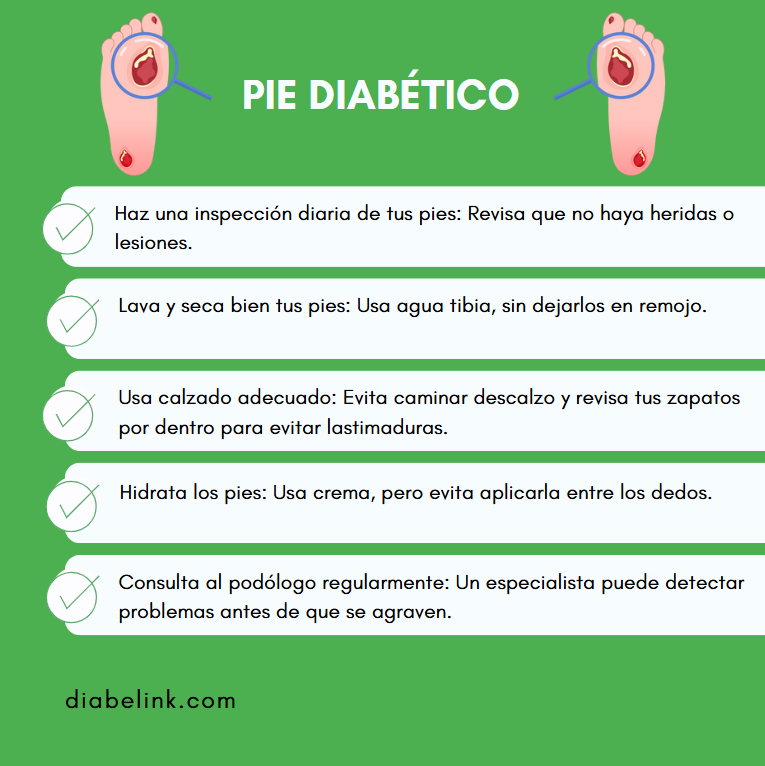 PIE DIABÉTICO
Haz una inspección diaria de tus pies: Revisa que no haya heridas o
lesiones.
Lava y seca bien tus pies: Usa agua tibia, sin dejarlos en remojo.
Usa calzado adecuado: Evita caminar descalzo y revisa tus zapatos
por dentro para evitar lastimaduras.
Hidrata los pies: Usa crema, pero evita aplicarla entre los dedos.
Consulta al podólogo regularmente: Un especialista puede detectar
problemas antes de que se agraven.
diabelink.com